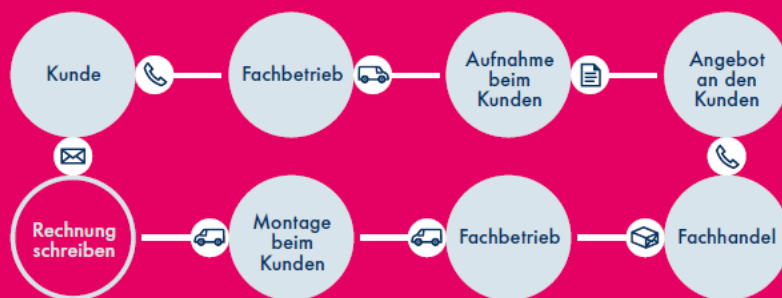 Kunde
Fachbetrieb
Aufnahme
beim
Kunden
Angebot
an den
Kunden
Rechnung
schreiben
Montage
beim
Kunden
Fachbetrieb
Fachhandel